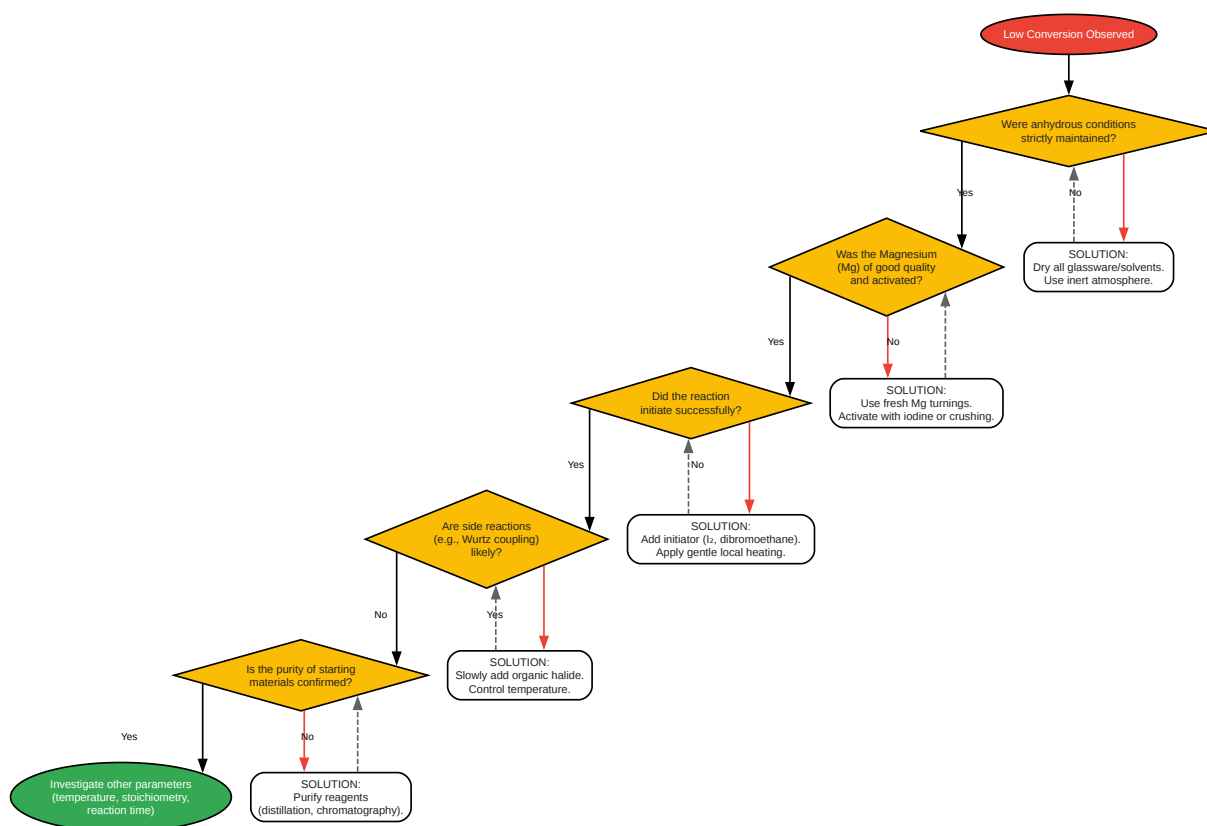 Low Conversion Observed
Were anhydrous conditions
strictly maintained?
Yes
No
SOLUTION:
Dry all glassware/solvents.
Use inert atmosphere.
Was the Magnesium
(Mg) of good quality
and activated?
Yes
No
SOLUTION:
Use fresh Mg turnings.
Activate with iodine or crushing.
Did the reaction
initiate successfully?
Yes
No
SOLUTION:
Add initiator (I₂, dibromoethane).
Apply gentle local heating.
Are side reactions
(e.g., Wurtz coupling)
likely?
No
Yes
SOLUTION:
Slowly add organic halide.
Control temperature.
Is the purity of starting
materials confirmed?
Yes
No
SOLUTION:
Purify reagents
(distillation, chromatography).
Investigate other parameters
(temperature, stoichiometry,
reaction time)